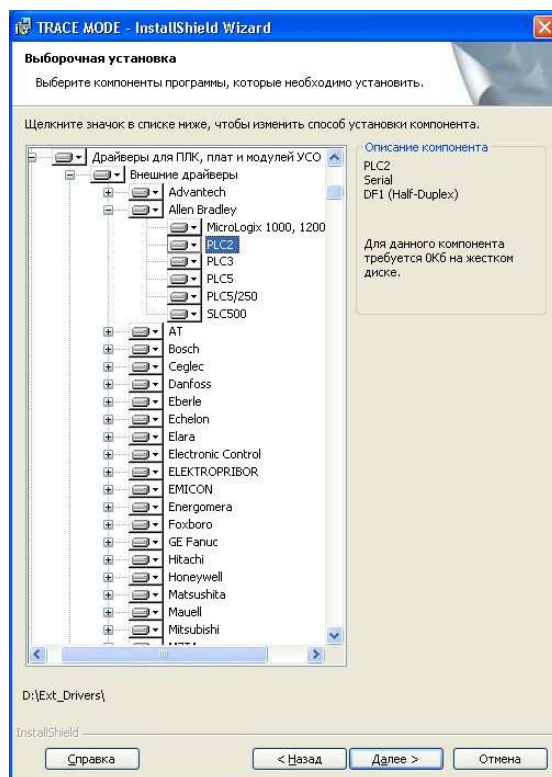 TRACE MODE - InstallShield Wizard
Выборочная установка
Выберите компоненты программы, которые необходимо установить.
Щелкните значок в списке ниже, чтобы изменить способ установки компонента.
Драйверы для ПЛК, плат и модулей УСО
Внешние драйверы
Advantech
Allen Bradley
MicroLogix 1000, 1200
PLC2
PLC3
PLC5
PLC5/250
SLC500
AT
Bosch
Ceglec
Danfoss
Eberle
Echelon
Elara
Electronic Control
ELEKTROPRIBOR
EMICON
Energomera
Foxboro
GE Fanuc
Hitachi
Honeywell
Matsushita
Mauell
Mitsubishi
Описание компонента
PLC2
Serial
DF1 (Half-Duplex)
Для данного компонента
требуется 0Кб на жестком
диске.
D:\Ext_Drivers\
InstallShield
Справка
< Назад
Далее >
Отмена